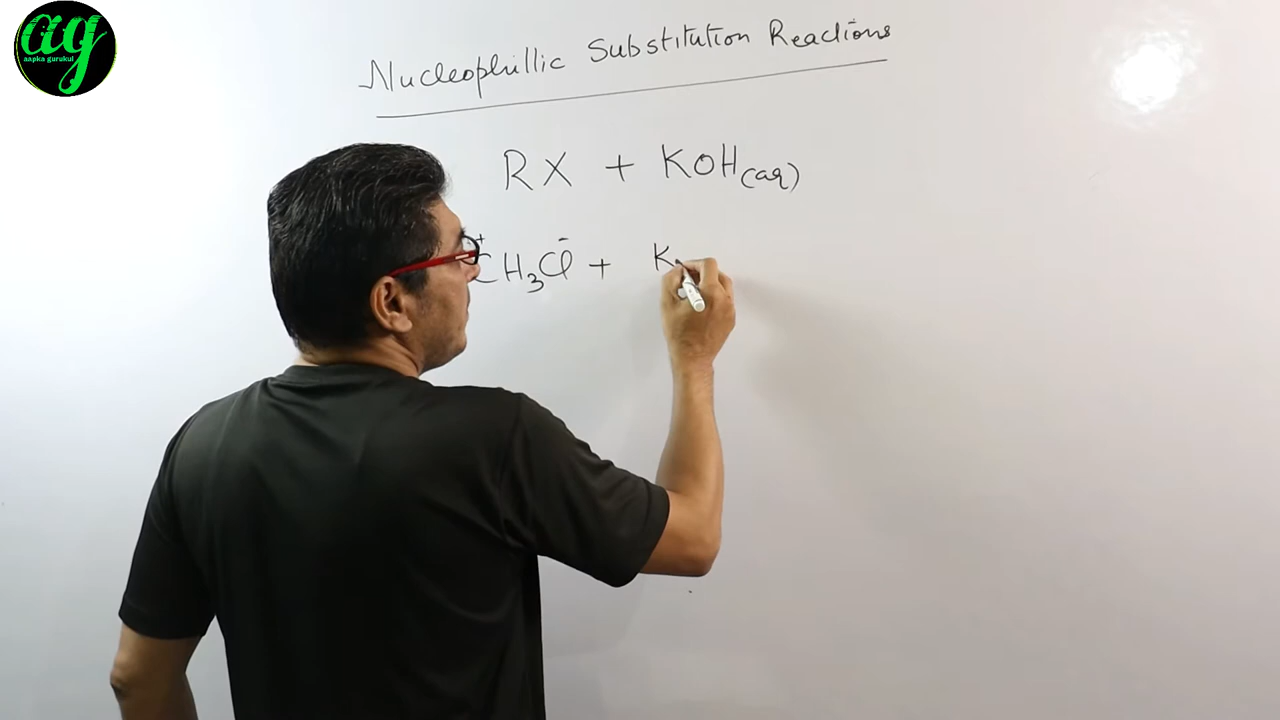 ag
aapka gurukul
Nucleophillic Substitution Reactions
RX + KOH(aq)
+ -
CH3Cl + K